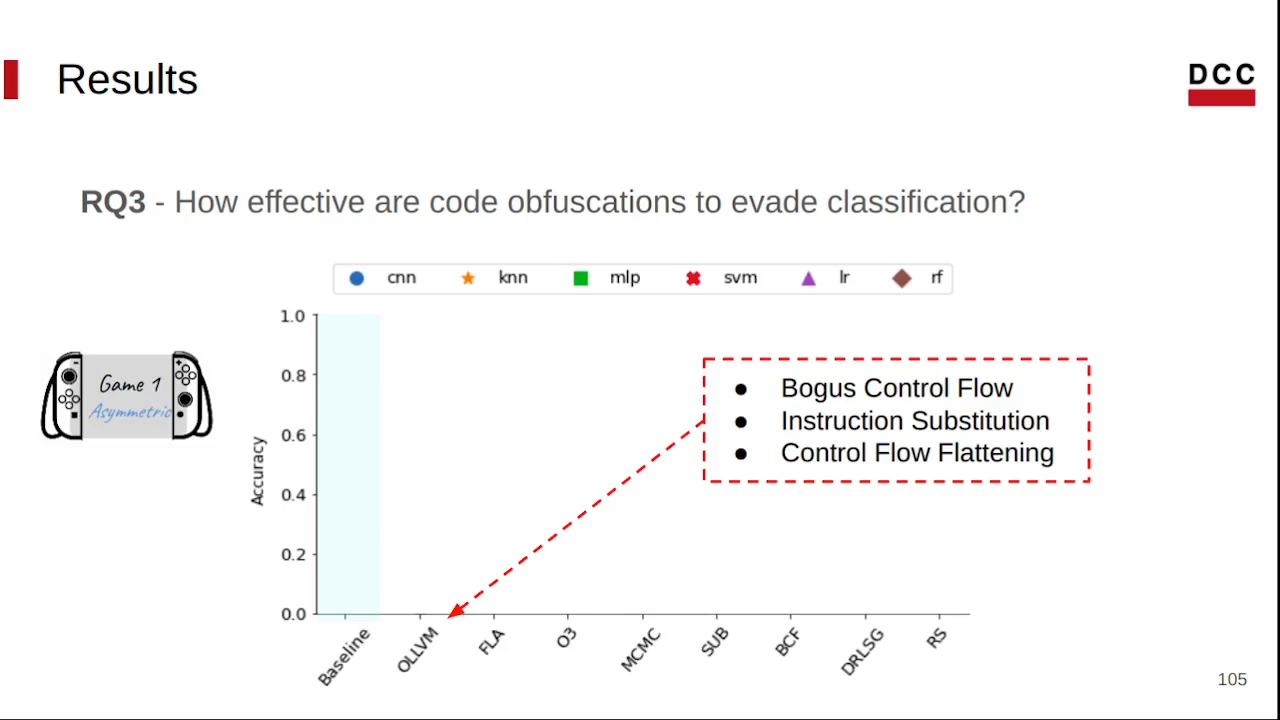 Results
DCC
RQ3 - How effective are code obfuscations to evade classification?
cnn knn mlp svm lr rf
Game 1
Asymmetric
Accuracy
1.0
0.8
0.6
0.4
0.2
0.0
● Bogus Control Flow
● Instruction Substitution
● Control Flow Flattening
Baseline OLLVM FLA O3 MCMC SUB BCF DRLSG RS
105